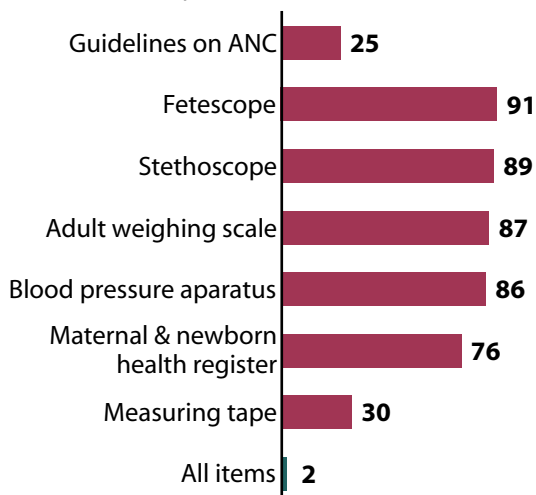 Guidelines on ANC 25
Fetescope 91
Stethoscope 89
Adult weighing scale 87
Blood pressure aparatus 86
Maternal & newborn
health register 76
Measuring tape 30
All items 2